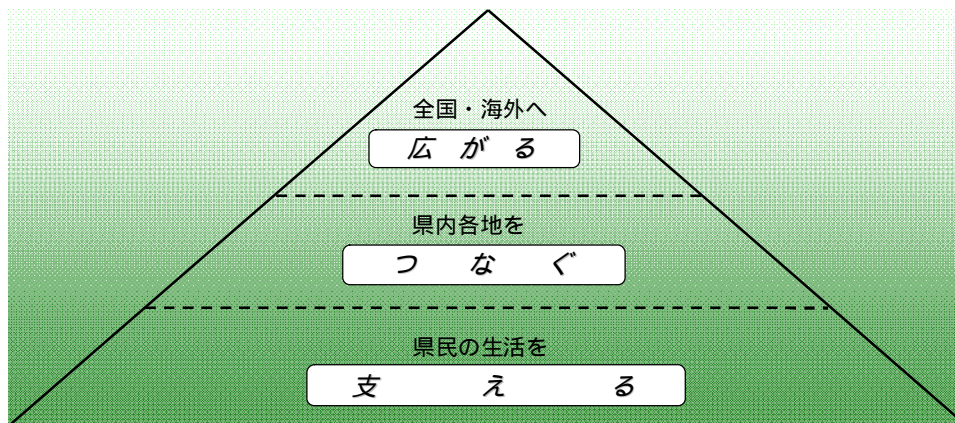 全国・海外へ
広がる
県内各地を
つなぐ
県民の生活を
支える